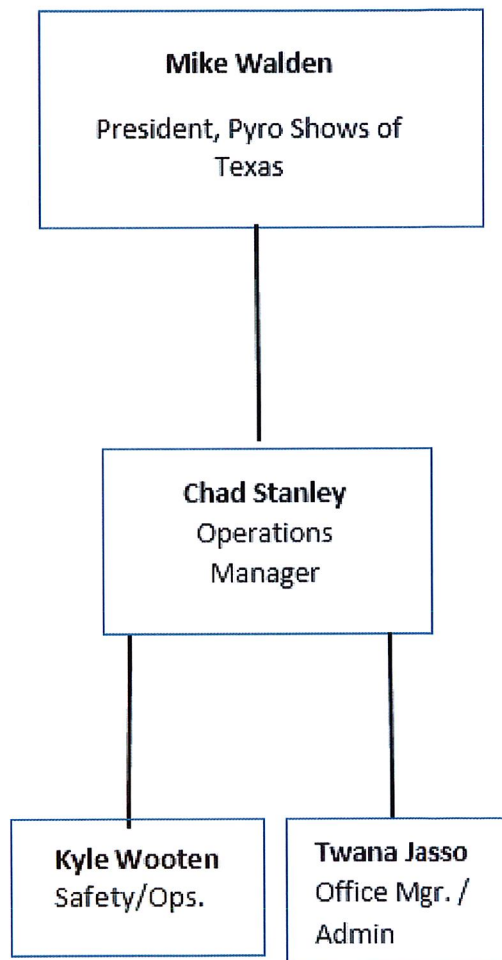 Mike Walden
President, Pyro Shows of
Texas
Chad Stanley
Operations
Manager
Kyle Wooten
Safety/Ops.
Twana Jasso
Office Mgr. /
Admin